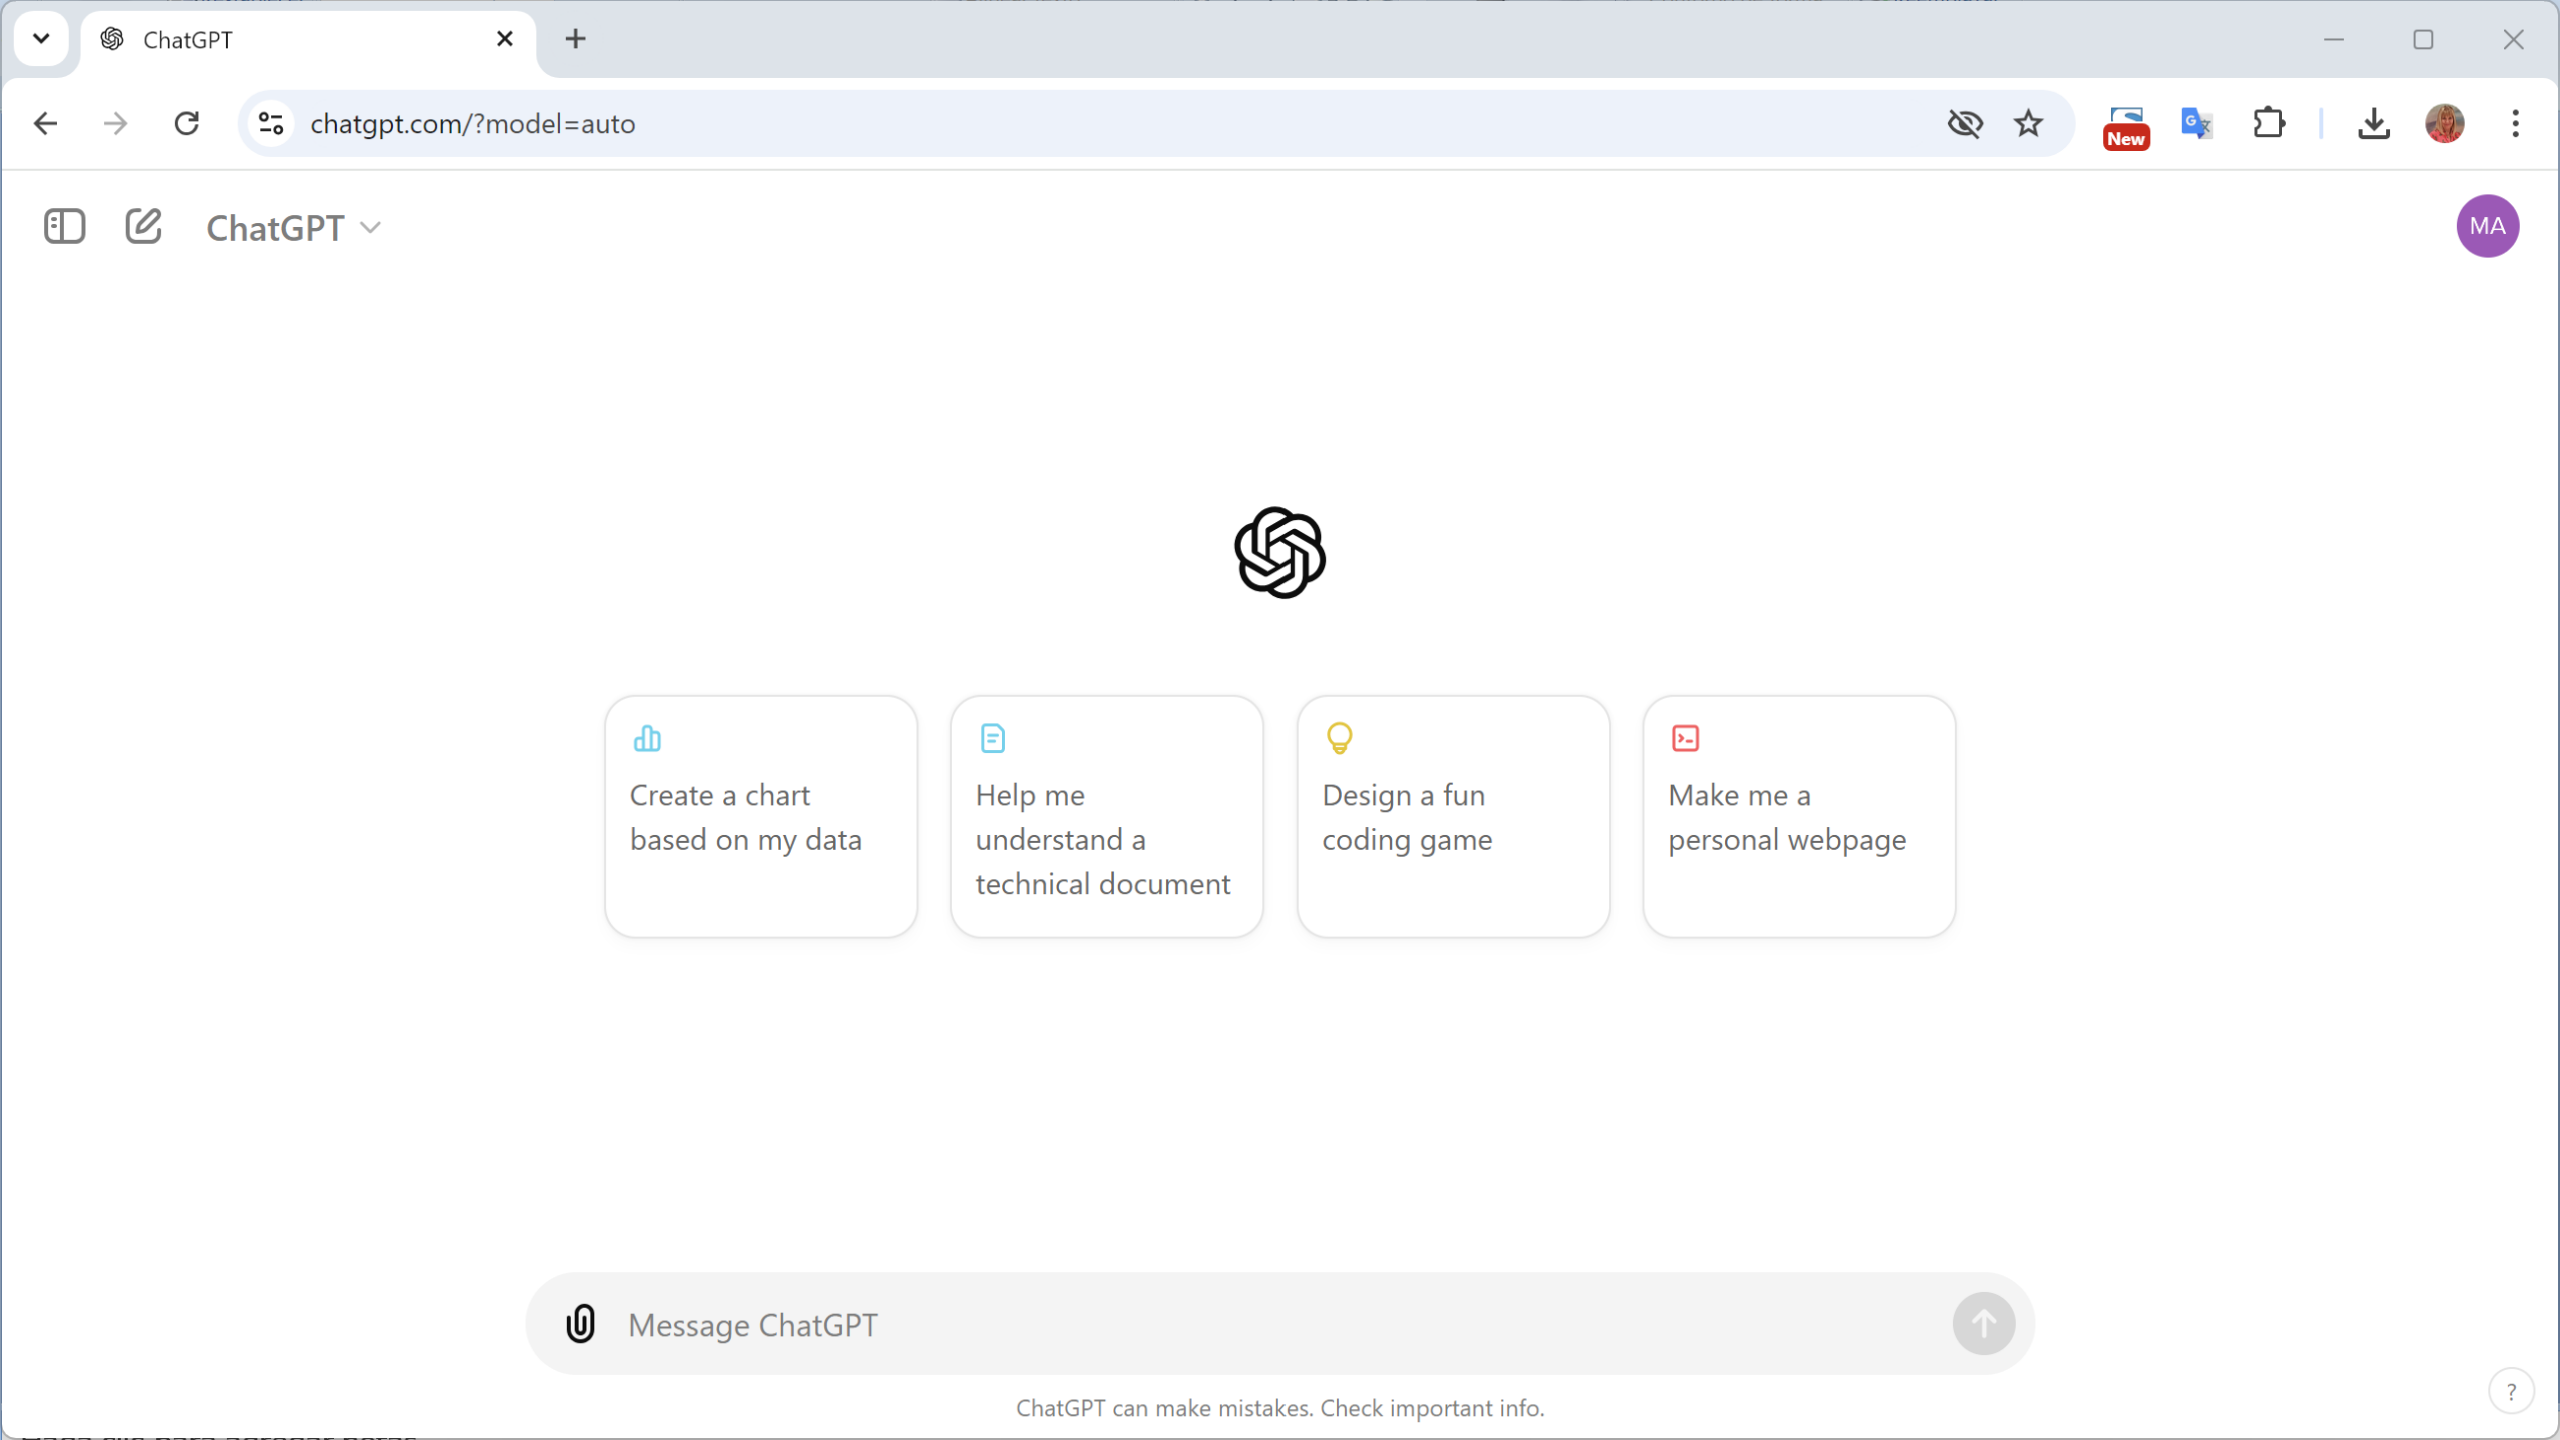 ChatGPT
chatgpt.com/?model=auto
New
ChatGPT
MA
Create a chart
based on my data
Help me
understand a
technical document
Design a fun
coding game
Make me a
personal webpage
Message ChatGPT
ChatGPT can make mistakes. Check important info.
?